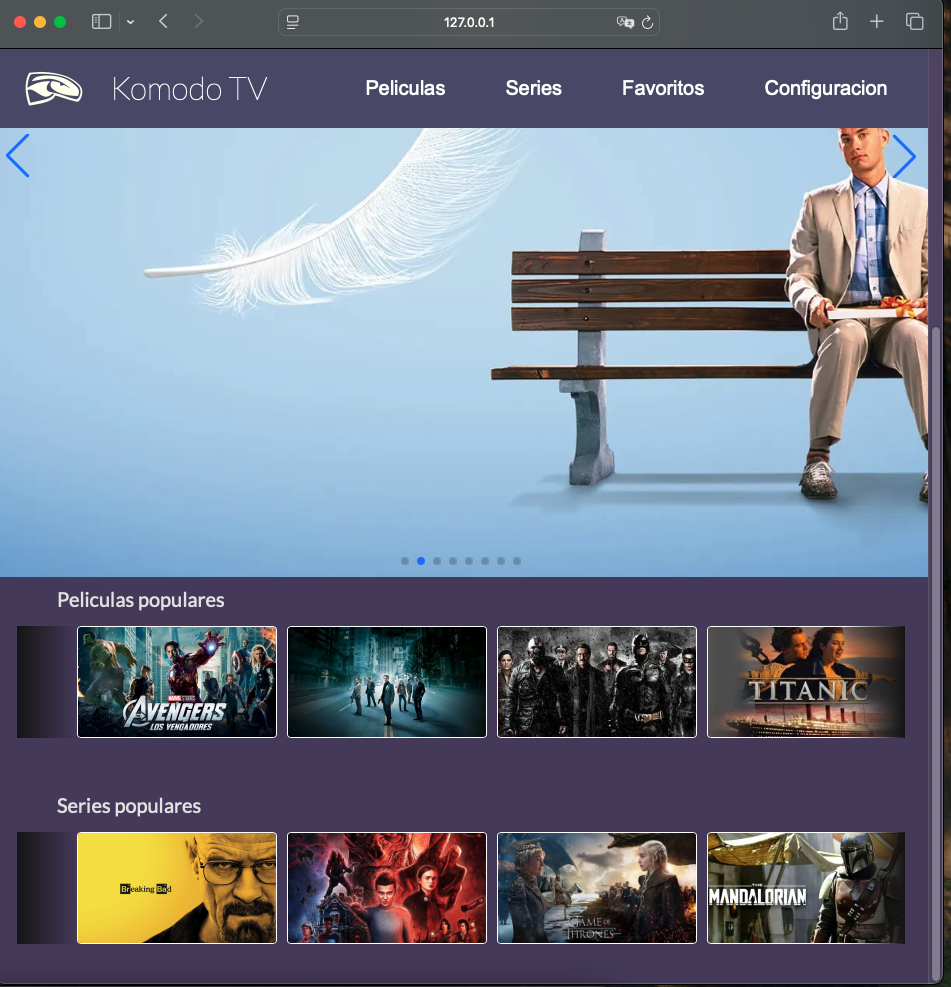 127.0.0.1
Komodo TV
Peliculas
Series
Favoritos
Configuracion
Peliculas populares
MARVEL STUDIOS
AVENGERS
LOS VENGADORES
TITANIC
Series populares
Breaking Bad
GAME OF
THRONES
THE
MANDALORIAN